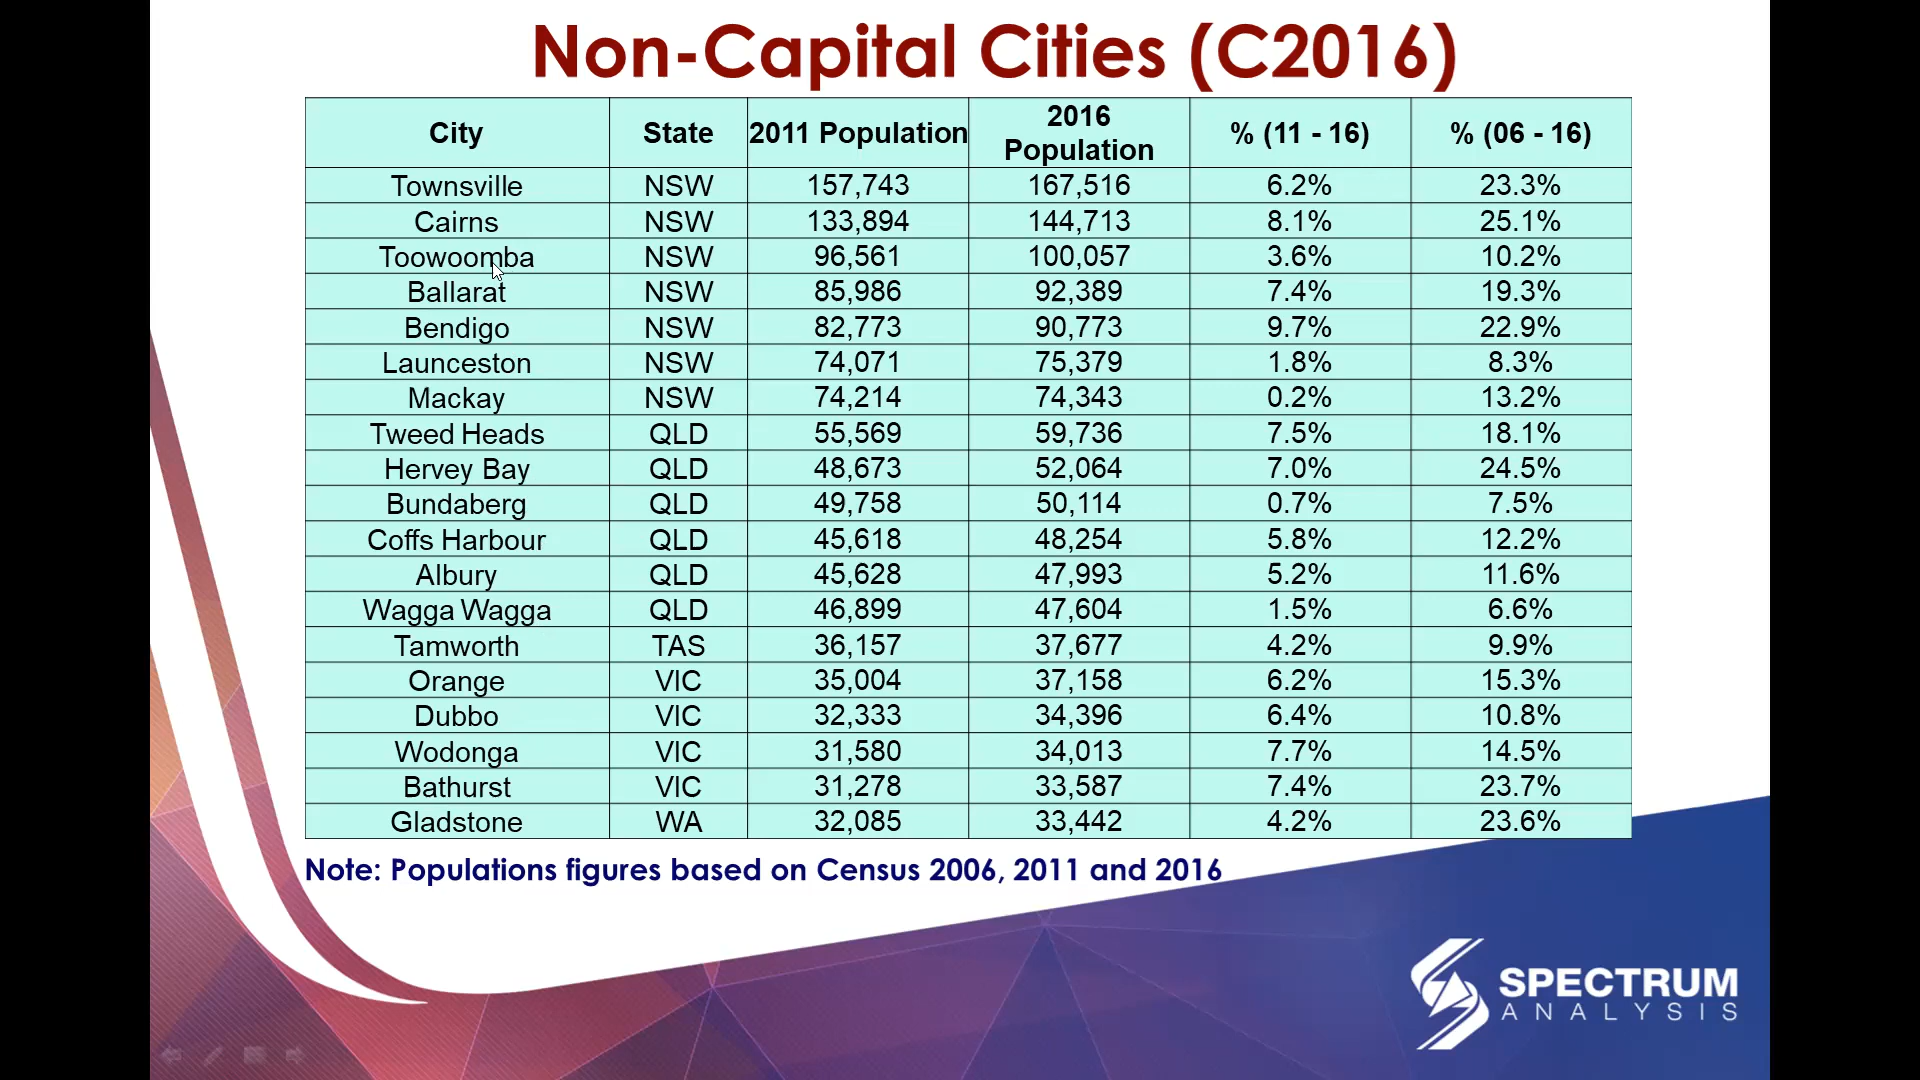 Non-Capital Cities (C2016)
City State 2011 Population 2016 Population % (11 - 16) % (06 - 16)
Townsville NSW 157,743 167,516 6.2% 23.3%
Cairns NSW 133,894 144,713 8.1% 25.1%
Toowoomba NSW 96,561 100,057 3.6% 10.2%
Ballarat NSW 85,986 92,389 7.4% 19.3%
Bendigo NSW 82,773 90,773 9.7% 22.9%
Launceston NSW 74,071 75,379 1.8% 8.3%
Mackay NSW 74,214 74,343 0.2% 13.2%
Tweed Heads QLD 55,569 59,736 7.5% 18.1%
Hervey Bay QLD 48,673 52,064 7.0% 24.5%
Bundaberg QLD 49,758 50,114 0.7% 7.5%
Coffs Harbour QLD 45,618 48,254 5.8% 12.2%
Albury QLD 45,628 47,993 5.2% 11.6%
Wagga Wagga QLD 46,899 47,604 1.5% 6.6%
Tamworth TAS 36,157 37,677 4.2% 9.9%
Orange VIC 35,004 37,158 6.2% 15.3%
Dubbo VIC 32,333 34,396 6.4% 10.8%
Wodonga VIC 31,580 34,013 7.7% 14.5%
Bathurst VIC 31,278 33,587 7.4% 23.7%
Gladstone WA 32,085 33,442 4.2% 23.6%
Note: Populations figures based on Census 2006, 2011 and 2016
SPECTRUM
ANALYSIS